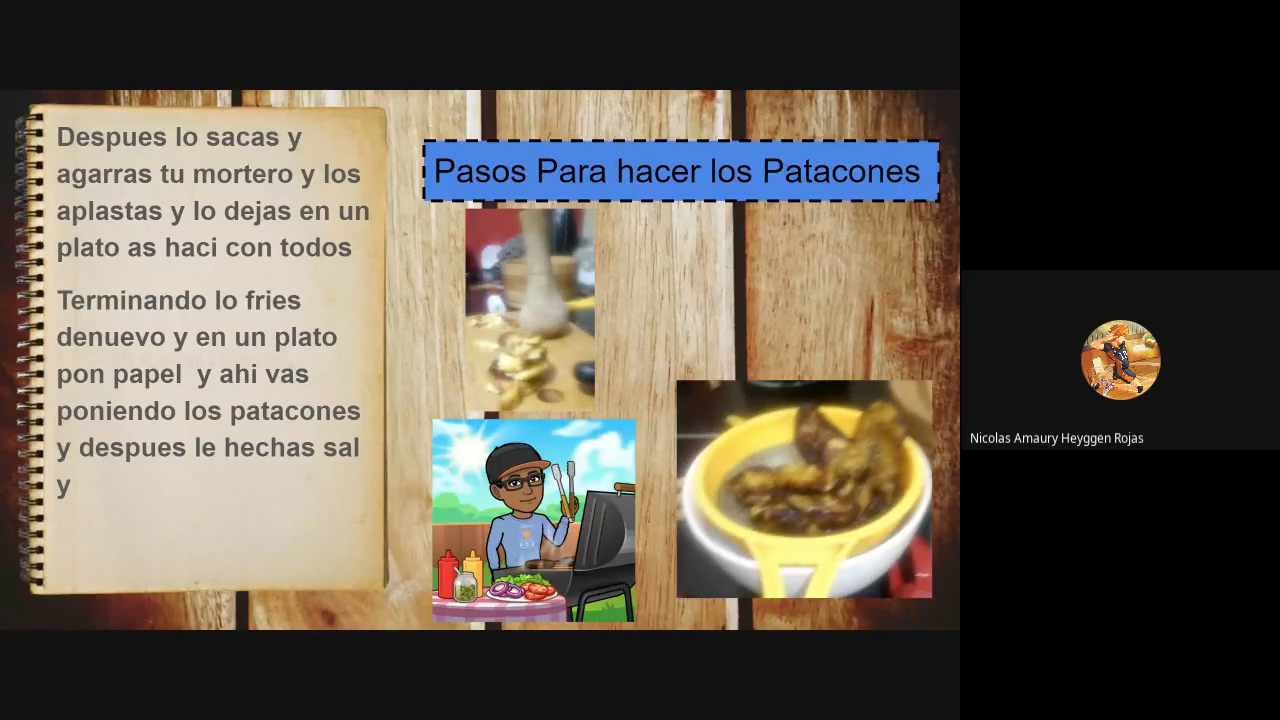 Despues lo sacas y
agarras tu mortero y los
aplastas y lo dejas en un
plato as haci con todos
Terminando lo fries
denuevo y en un plato
pon papel  y ahi vas
poniendo los patacones
y despues le hechas sal
y
Pasos Para hacer los Patacones
Nicolas Amaury Heyggen Rojas